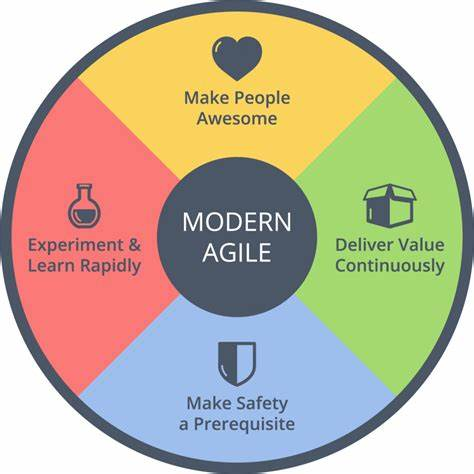 Make People
Awesome
Experiment &
Learn Rapidly
MODERN
AGILE
Deliver Value
Continuously
Make Safety
a Prerequisite